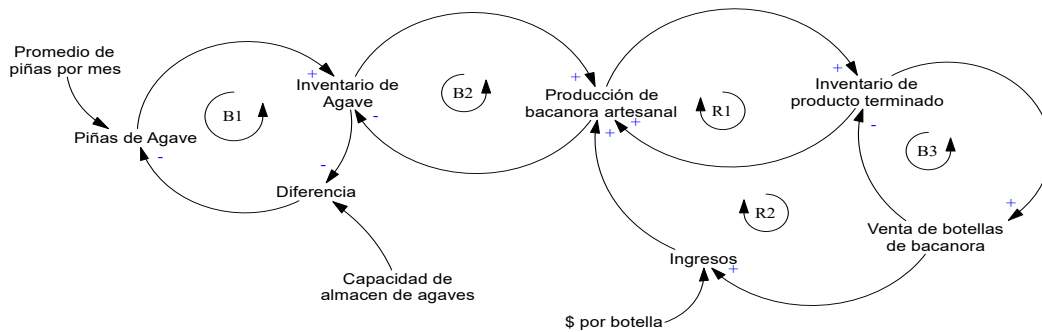 Promedio de
piñas por mes
Piñas de Agave
-
B1
+
Inventario de
Agave
-
-
Diferencia
Capacidad de
almacen de agaves
B2
+
Producción de
bacanora artesanal
+
+
R1
+
Inventario de
producto terminado
-
B3
+
Venta de botellas
de bacanora
R2
Ingresos
+
$ por botella